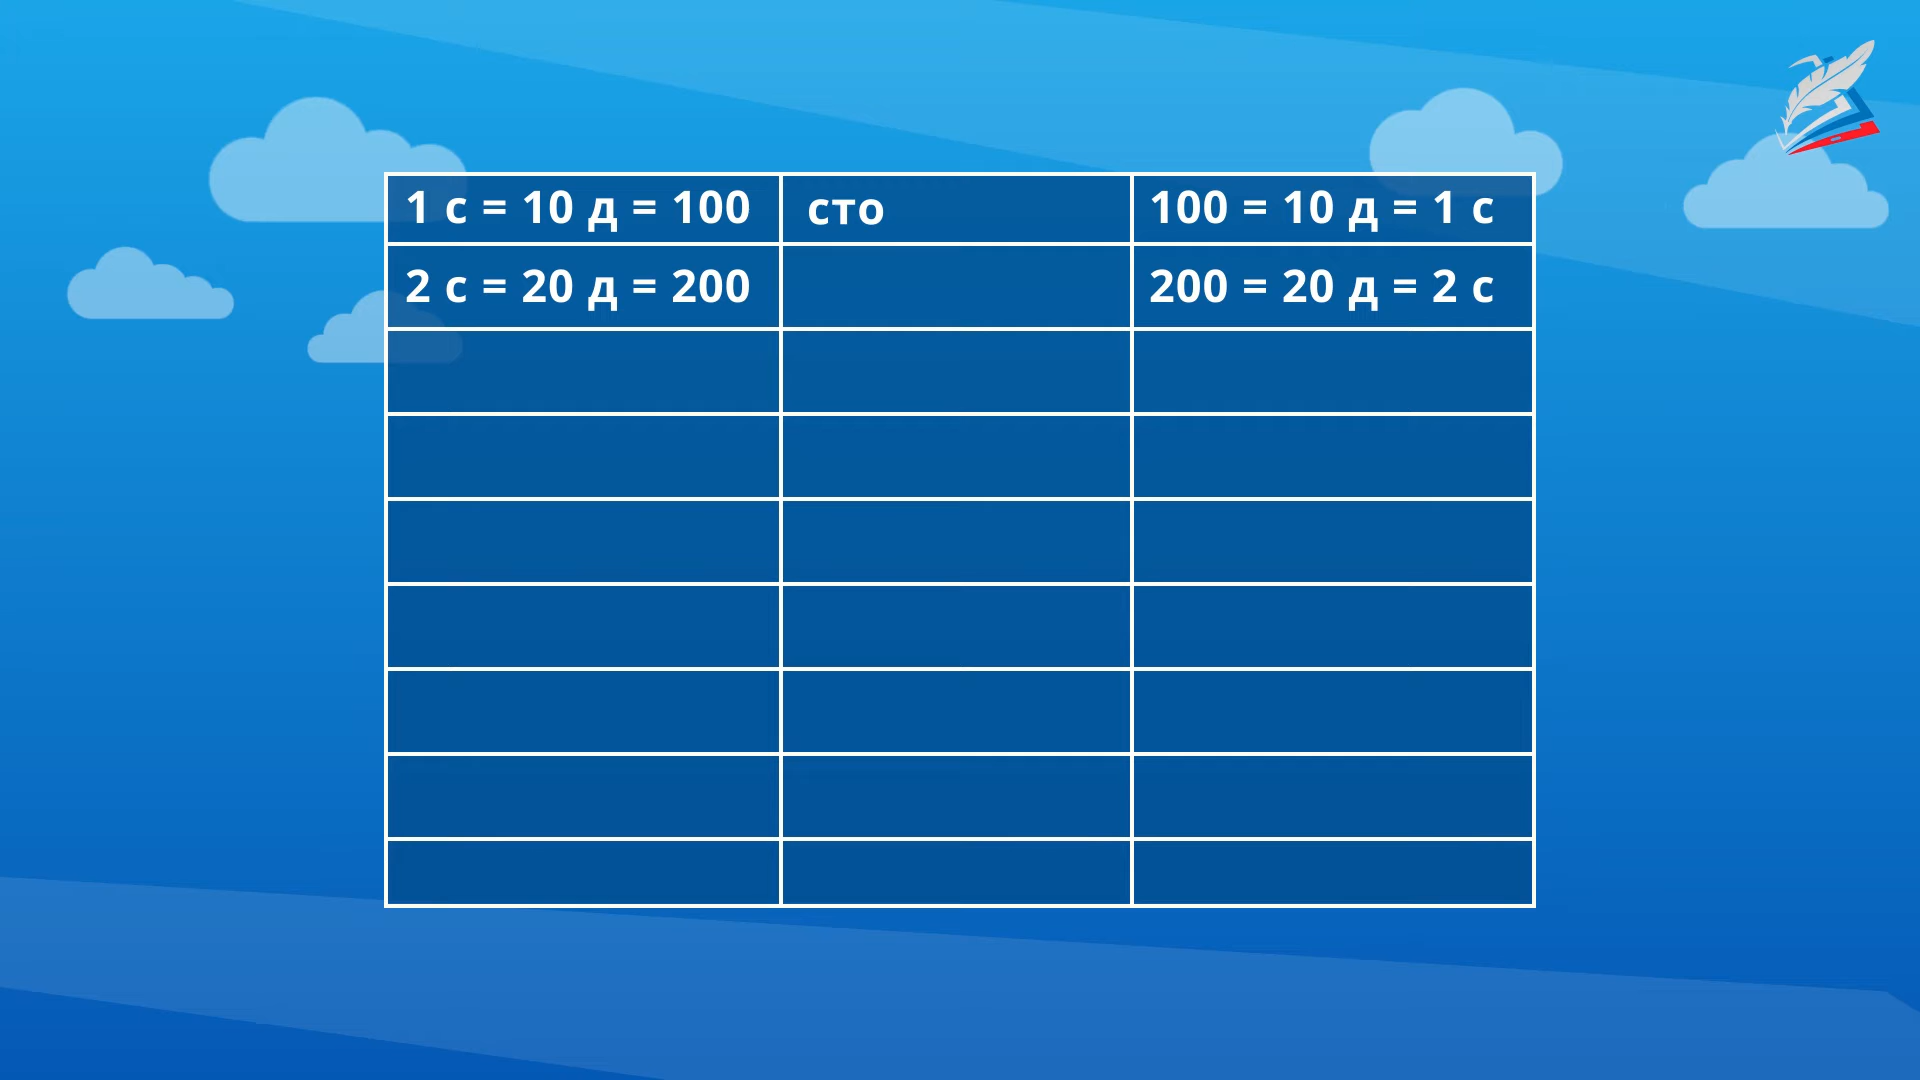 1 с = 10 д = 100 сто 100 = 10 д = 1 с
2 с = 20 д = 200 200 = 20 д = 2 с